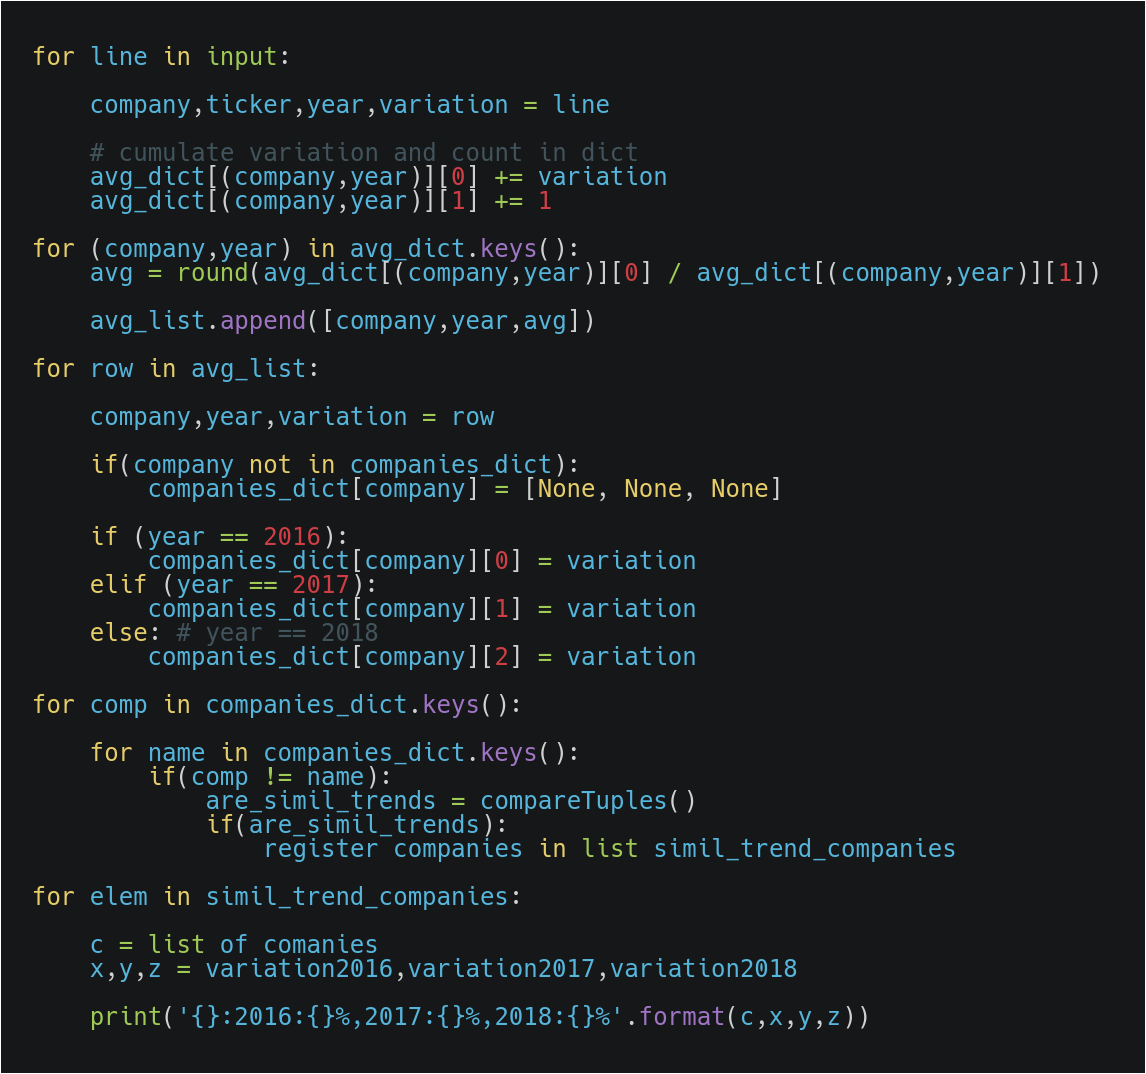 for line in input:
    company,ticker,year,variation = line
    # cumulate variation and count in dict
    avg_dict[(company,year)][0] += variation
    avg_dict[(company,year)][1] += 1
for (company,year) in avg_dict.keys():
    avg = round(avg_dict[(company,year)][0] / avg_dict[(company,year)][1])
    avg_list.append([company,year,avg])
for row in avg_list:
    company,year,variation = row
    if(company not in companies_dict):
        companies_dict[company] = [None, None, None]
    if (year == 2016):
        companies_dict[company][0] = variation
    elif (year == 2017):
        companies_dict[company][1] = variation
    else: # year == 2018
        companies_dict[company][2] = variation
for comp in companies_dict.keys():
    for name in companies_dict.keys():
        if(comp != name):
            are_simil_trends = compareTuples()
            if(are_simil_trends):
                register companies in list simil_trend_companies
for elem in simil_trend_companies:
    c = list of comanies
    x,y,z = variation2016,variation2017,variation2018
    print('{}:2016:{}%,2017:{}%,2018:{}%'.format(c,x,y,z))